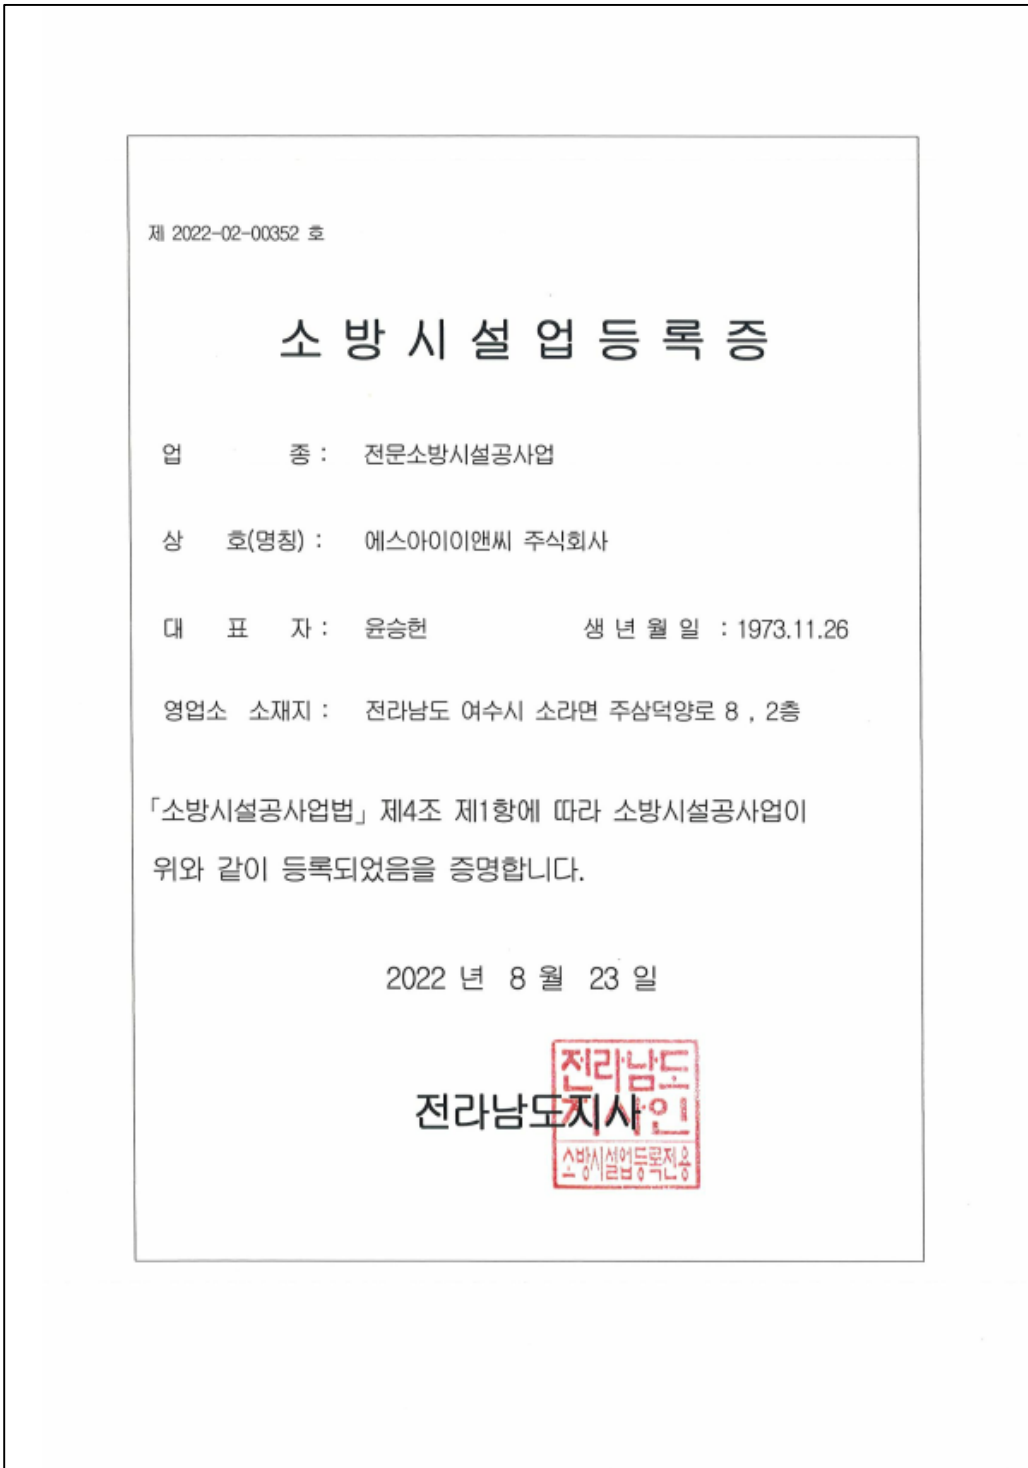 제 2022-02-00352 호
소방시설업등록증
업 종 : 전문소방시설공사업
상 호(명칭) : 에스아이이앤씨 주식회사
대 표 자 : 윤승헌 생 년 월 일 : 1973.11.26
영업소 소재지 : 전라남도 여수시 소라면 주삼덕양로 8 , 2층
「소방시설공사업법」 제4조 제1항에 따라 소방시설공사업이
위와 같이 등록되었음을 증명합니다.
2022 년 8 월 23 일
전라남도지사
전라남도
지사인
소방시설업등록전용